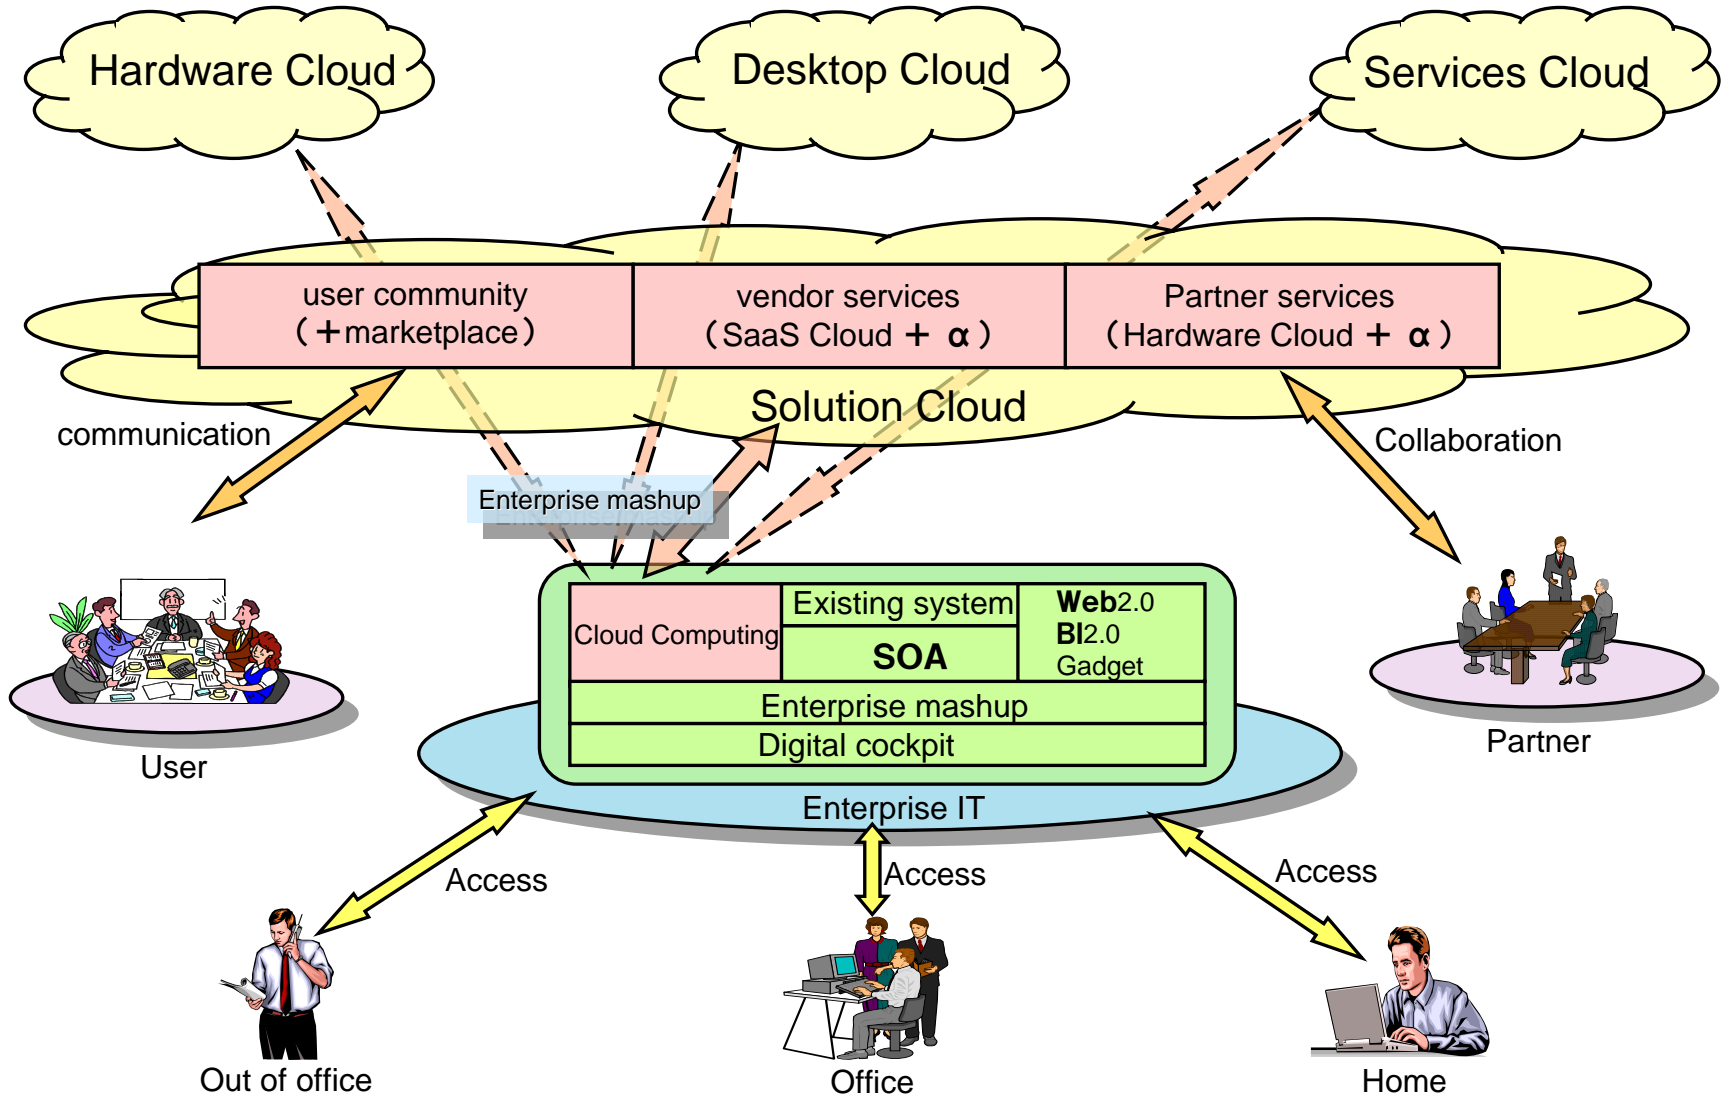 Hardware Cloud
Desktop Cloud
Services Cloud
user community
（＋marketplace）
vendor services
（SaaS Cloud ＋ α）
Partner services
（Hardware Cloud ＋ α）
Solution Cloud
communication
Collaboration
Enterprise mashup
Cloud Computing
Existing system
SOA
Web2.0
BI2.0
Gadget
Enterprise mashup
Digital cockpit
User
Partner
Enterprise IT
Access
Access
Access
Out of office
Office
Home